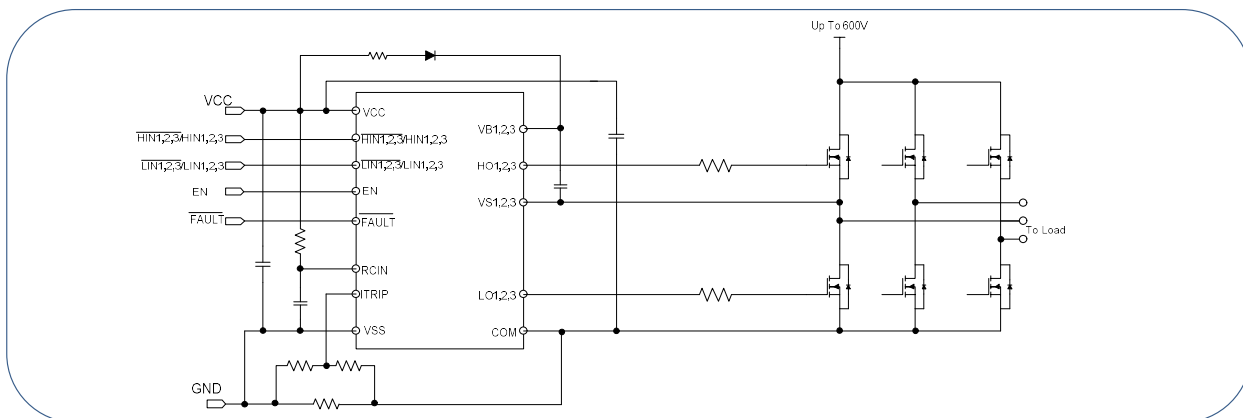 Up To 600V
VCC
VCC
HIN1,2,3/HIN1,2,3
HIN1,2,3/HIN1,2,3
VB1,2,3
LIN1,2,3/LIN1,2,3
LIN1,2,3/LIN1,2,3
HO1,2,3
EN
EN
VS1,2,3
FAULT
FAULT
To Load
RCIN
ITRIP
LO1,2,3
VSS
COM
GND